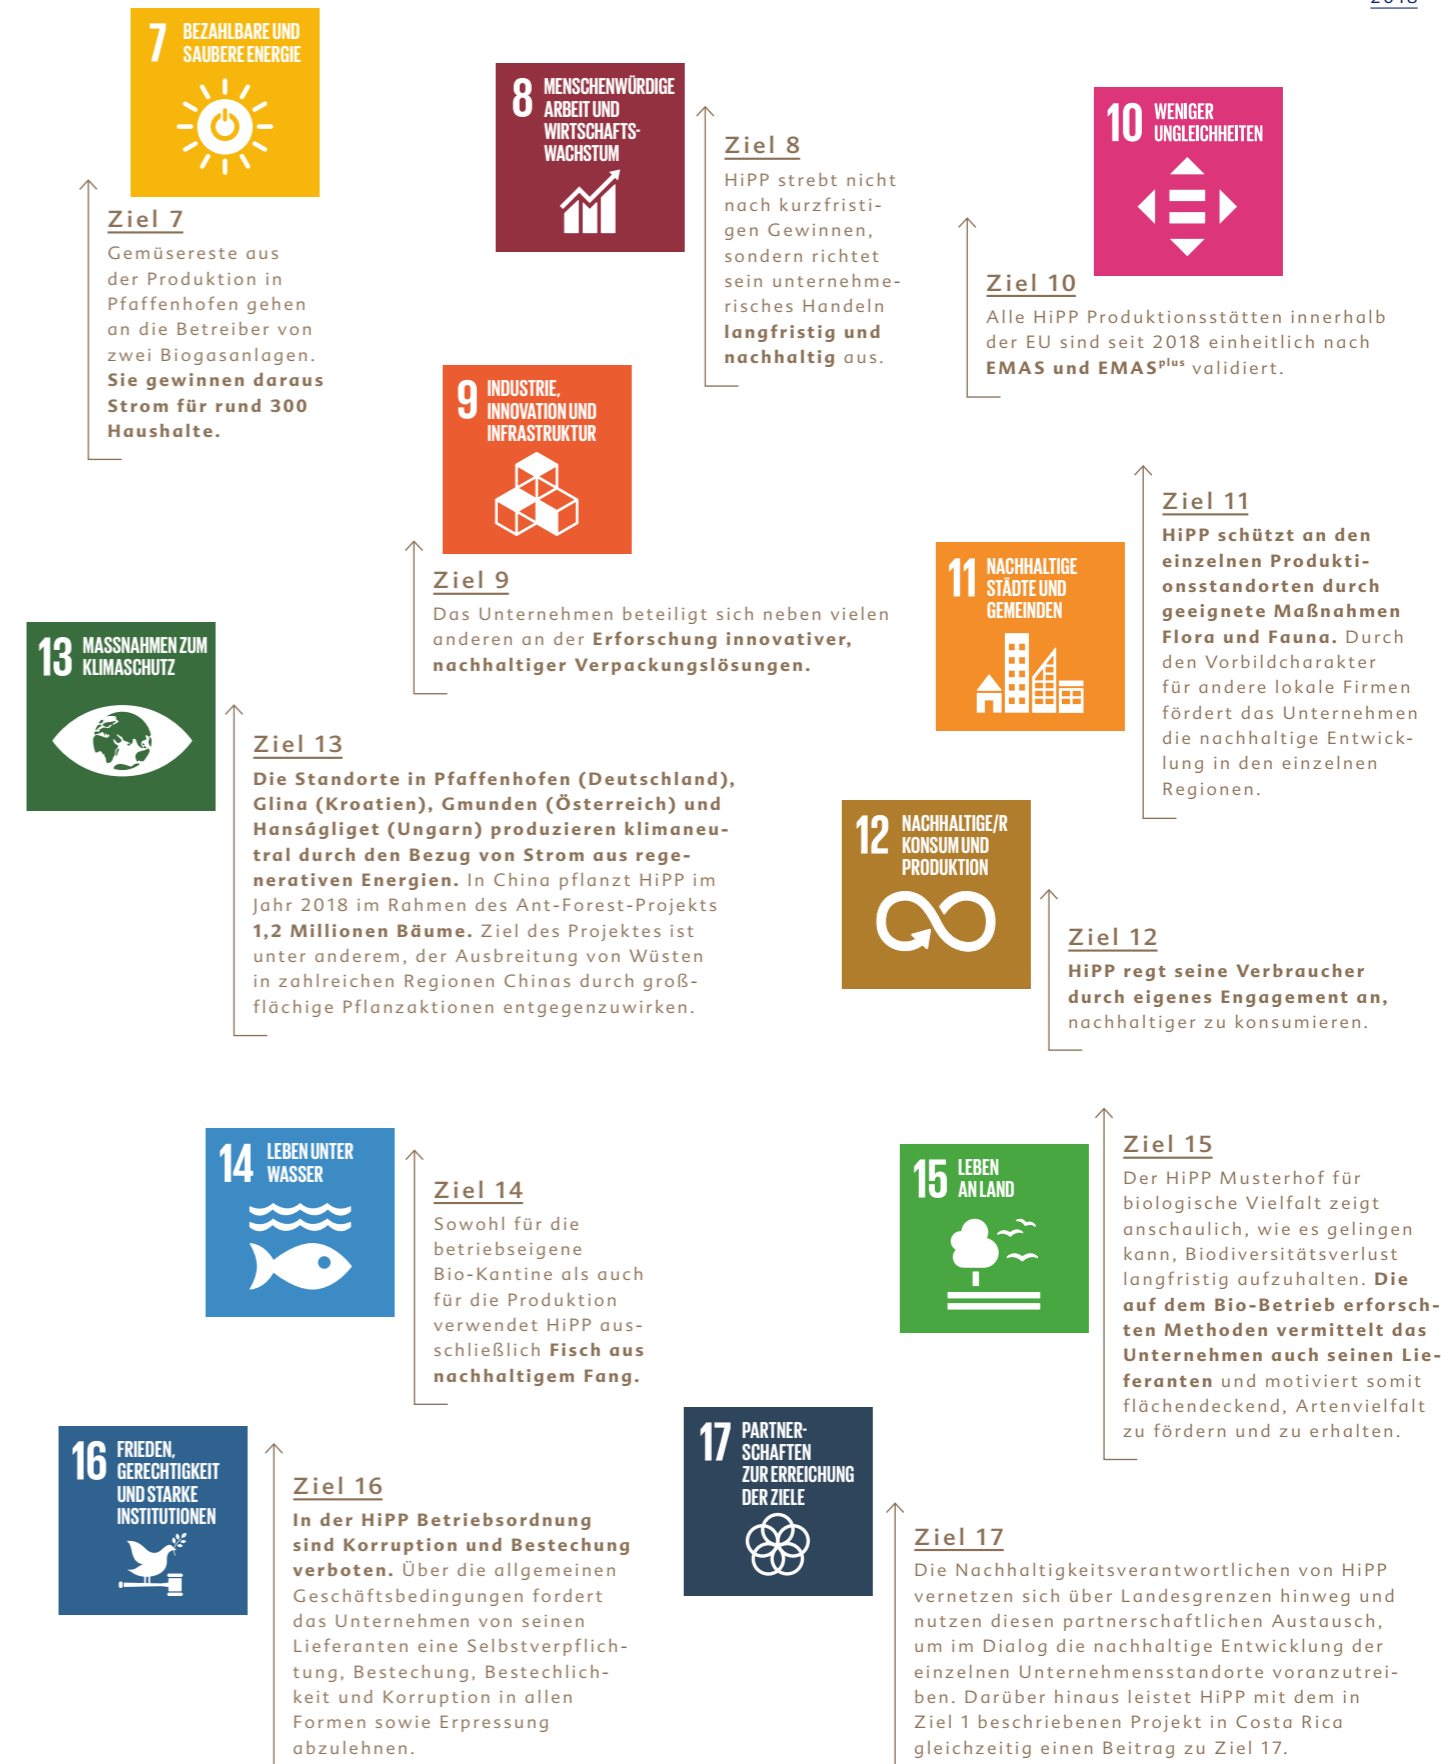 7 BEZAHLBARE UND
SAUBERE ENERGIE
Ziel 7
Gemüsereste aus
der Produktion in
Pfaffenhofen gehen
an die Betreiber von
zwei Biogasanlagen.
Sie gewinnen daraus
Strom für rund 300
Haushalte.
8 MENSCHENWÜRDIGE
ARBEIT UND
WIRTSCHAFTS-
WACHSTUM
Ziel 8
HiPP strebt nicht
nach kurzfristi-
gen Gewinnen,
sondern richtet
sein unternehme-
risches Handeln
langfristig und
nachhaltig aus.
10 WENIGER
UNGLEICHHEITEN
Ziel 10
Alle HiPP Produktionsstätten innerhalb
der EU sind seit 2018 einheitlich nach
EMAS und EMASplus validiert.
9 INDUSTRIE,
INNOVATION UND
INFRASTRUKTUR
Ziel 9
Das Unternehmen beteiligt sich neben vielen
anderen an der Erforschung innovativer,
nachhaltiger Verpackungslösungen.
11 NACHHALTIGE
STÄDTE UND
GEMEINDEN
Ziel 11
HiPP schützt an den
einzelnen Produkti-
onsstandorten durch
geeignete Maßnahmen
Flora und Fauna. Durch
den Vorbildcharakter
für andere lokale Firmen
fördert das Unternehmen
die nachhaltige Entwick-
lung in den einzelnen
Regionen.
13 MASSNAHMEN ZUM
KLIMASCHUTZ
Ziel 13
Die Standorte in Pfaffenhofen (Deutschland),
Glina (Kroatien), Gmunden (Österreich) und
Hanságliget (Ungarn) produzieren klimaneu-
tral durch den Bezug von Strom aus rege-
nerativen Energien. In China pflanzt HiPP im
Jahr 2018 im Rahmen des Ant-Forest-Projekts
1,2 Millionen Bäume. Ziel des Projektes ist
unter anderem, der Ausbreitung von Wüsten
in zahlreichen Regionen Chinas durch groß-
flächige Pflanzaktionen entgegenzuwirken.
12 NACHHALTIGE/R
KONSUM UND
PRODUKTION
Ziel 12
HiPP regt seine Verbraucher
durch eigenes Engagement an,
nachhaltiger zu konsumieren.
14 LEBEN UNTER
WASSER
Ziel 14
Sowohl für die
betriebseigene
Bio-Kantine als auch
für die Produktion
verwendet HiPP aus-
schließlich Fisch aus
nachhaltigem Fang.
15 LEBEN
AN LAND
Ziel 15
Der HiPP Musterhof für
biologische Vielfalt zeigt
anschaulich, wie es gelingen
kann, Biodiversitätsverlust
langfristig aufzuhalten. Die
auf dem Bio-Betrieb erforsch-
ten Methoden vermittelt das
Unternehmen auch seinen Lie-
feranten und motiviert somit
flächendeckend, Artenvielfalt
zu fördern und zu erhalten.
16 FRIEDEN,
GERECHTIGKEIT
UND STARKE
INSTITUTIONEN
Ziel 16
In der HiPP Betriebsordnung
sind Korruption und Bestechung
verboten. Über die allgemeinen
Geschäftsbedingungen fordert
das Unternehmen von seinen
Lieferanten eine Selbstverpflich-
tung, Bestechung, Bestechlich-
keit und Korruption in allen
Formen sowie Erpressung
abzulehnen.
17 PARTNER-
SCHAFTEN
ZUR ERREICHUNG
DER ZIELE
Ziel 17
Die Nachhaltigkeitsverantwortlichen von HiPP
vernetzen sich über Landesgrenzen hinweg und
nutzen diesen partnerschaftlichen Austausch,
um im Dialog die nachhaltige Entwicklung der
einzelnen Unternehmensstandorte voranzutrei-
ben. Darüber hinaus leistet HiPP mit dem in
Ziel 1 beschriebenen Projekt in Costa Rica
gleichzeitig einen Beitrag zu Ziel 17.